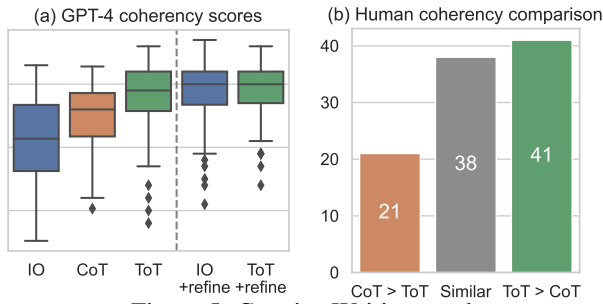 (a) GPT-4 coherency scores
IO CoT ToT IO ToT
+refine +refine
(b) Human coherency comparison
40
30
20
10
0
21
38
41
CoT > ToT Similar ToT > CoT